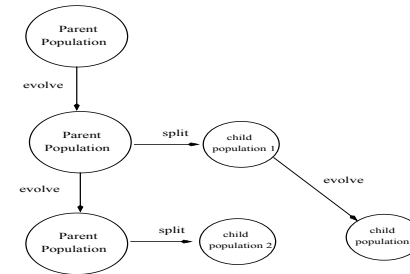 Parent
Population
evolve
Parent
Population
split
child
population 1
evolve
evolve
Parent
Population
split
child
population 2
child
population